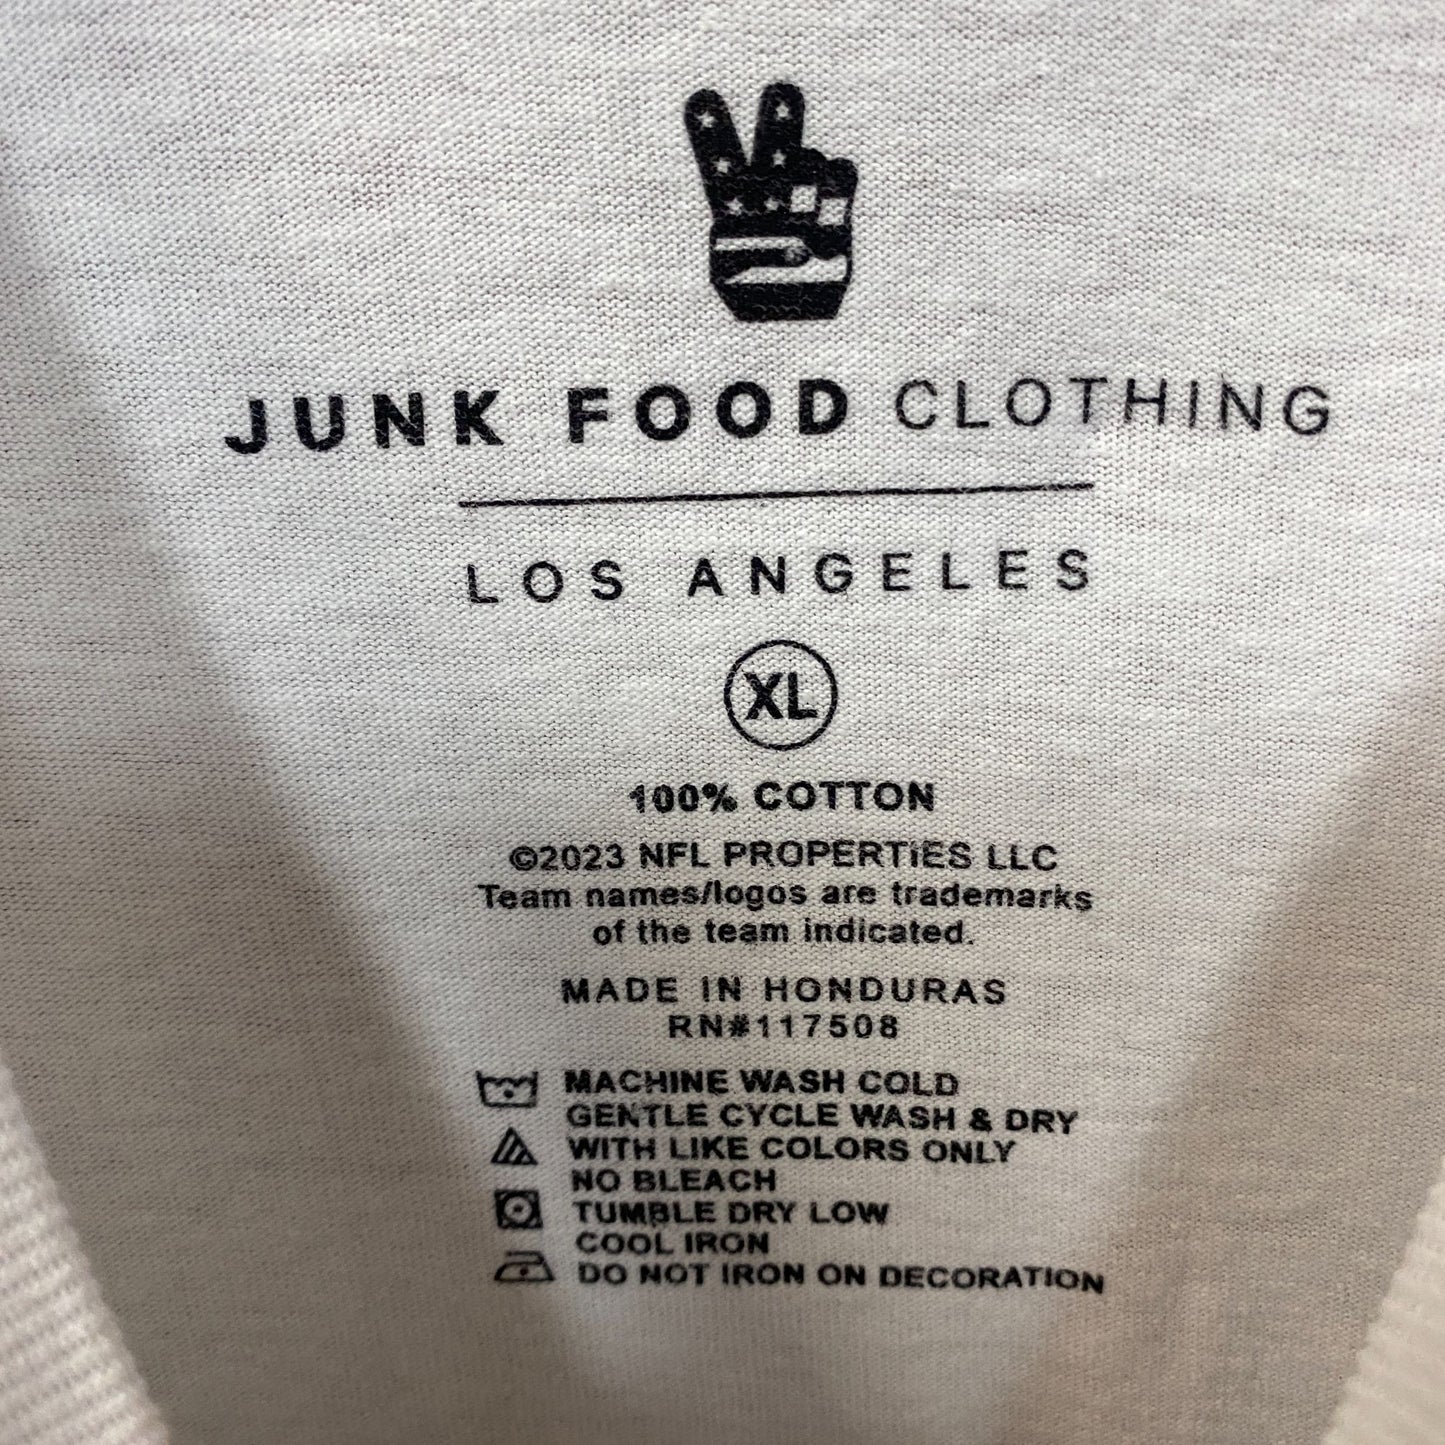 JUNK FOOD CLOTHING
LOS ANGELES
XL
100% COTTON
©2023 NFL PROPERTIES LLC
Team names/logos are trademarks
of the team indicated.
MADE IN HONDURAS
RN#117508
MACHINE WASH COLD
GENTLE CYCLE WASH & DRY
WITH LIKE COLORS ONLY
NO BLEACH
TUMBLE DRY LOW
COOL IRON
DO NOT IRON ON DECORATION